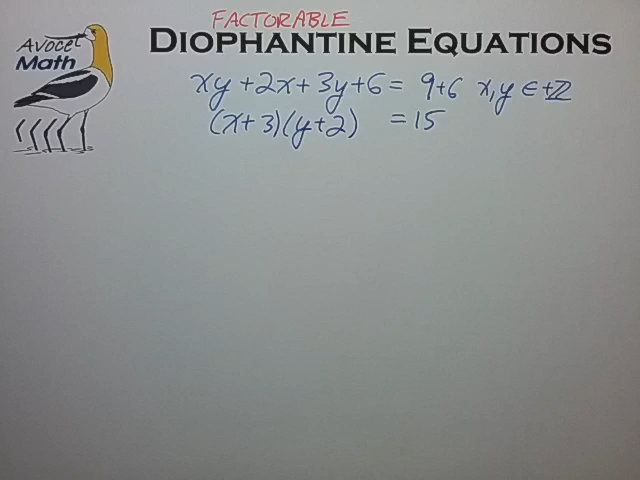 Avocet
Math
FACTORABLE
DIOPHANTINE EQUATIONS
xy + 2x + 3y + 6 = 9 + 6 x, y ∈ +ℤ
(x + 3)(y + 2) = 15